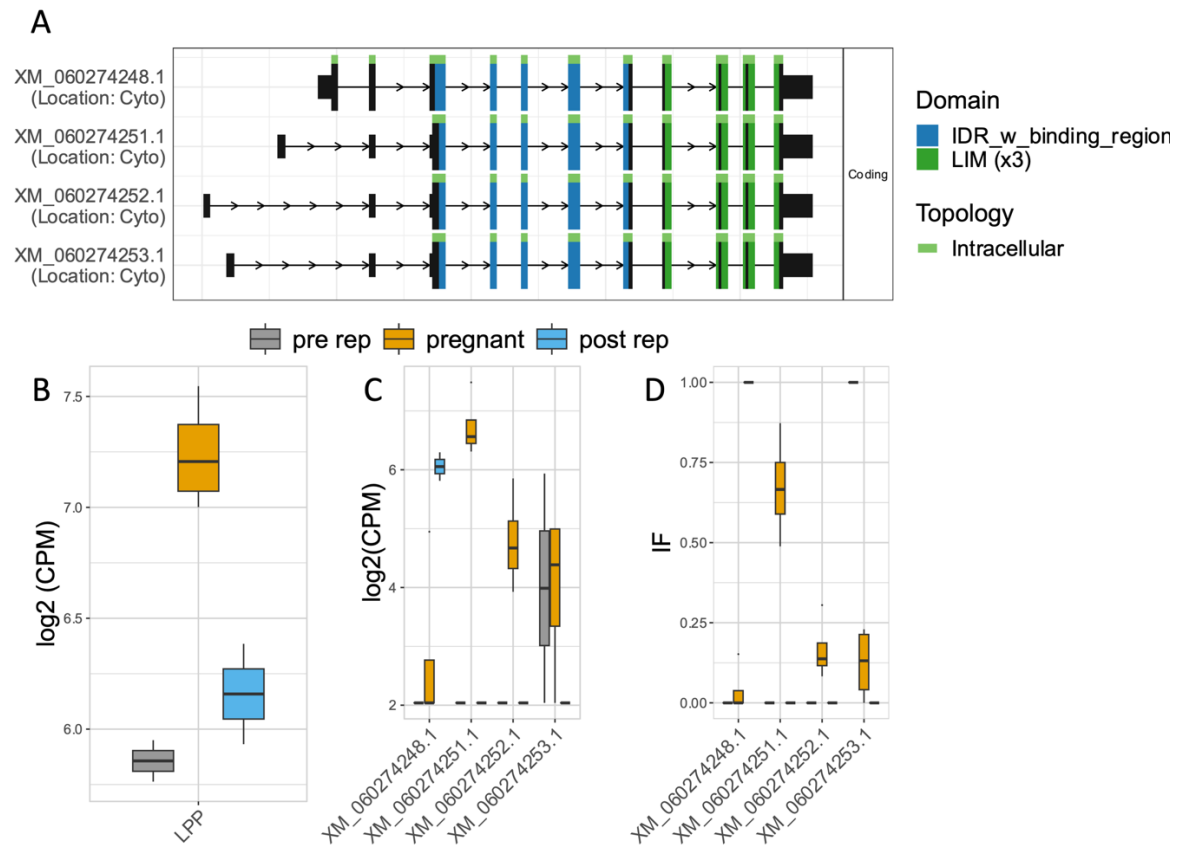 A
XM_060274248.1
(Location: Cyto)
XM_060274251.1
(Location: Cyto)
XM_060274252.1
(Location: Cyto)
XM_060274253.1
(Location: Cyto)
Coding
Domain
IDR_w_binding_region
LIM (x3)
Topology
Intracellular
pre rep
pregnant
post rep
B
log2 (CPM)
7.5
7.0
6.5
6.0
LPP
C
log2(CPM)
6
4
2
XM_060274248.1
XM_060274251.1
XM_060274252.1
XM_060274253.1
D
IF
1.00
0.75
0.50
0.25
0.00
XM_060274248.1
XM_060274251.1
XM_060274252.1
XM_060274253.1